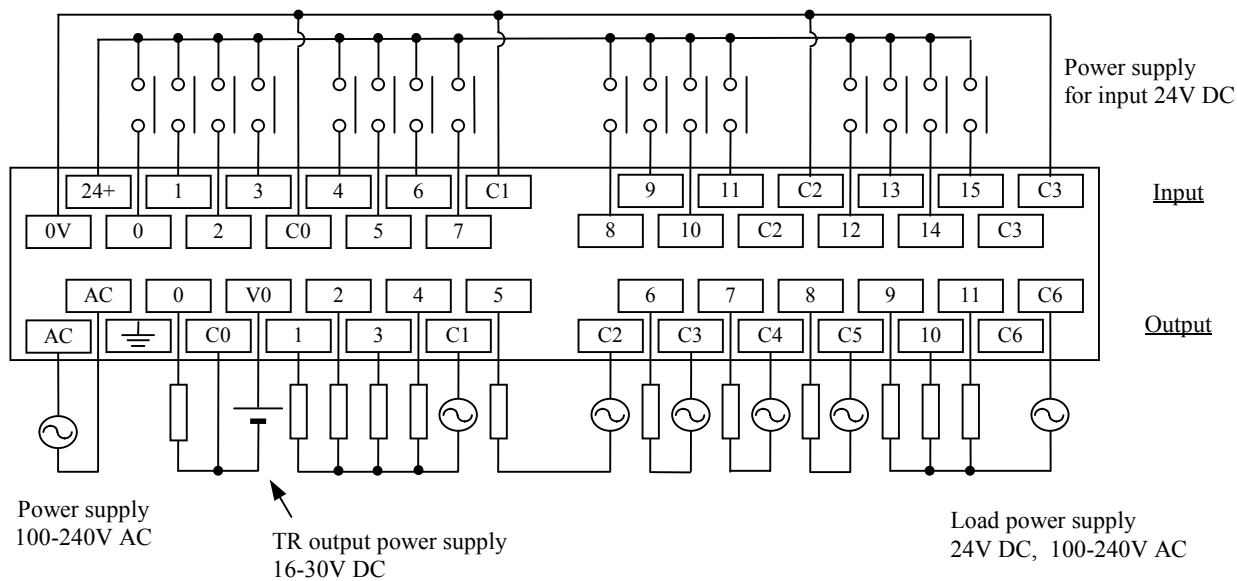 Power supply
for input 24V DC
24+ 1 3 4 6 C1 9 11 C2 13 15 C3
Input
0V 0 2 C0 5 7 8 10 C2 12 14 C3
AC 0 V0 2 4 5 6 7 8 9 11 C6
Output
AC C0 1 3 C1 C2 C3 C4 C5 10 C6
Power supply
100-240V AC
TR output power supply
16-30V DC
Load power supply
24V DC, 100-240V AC